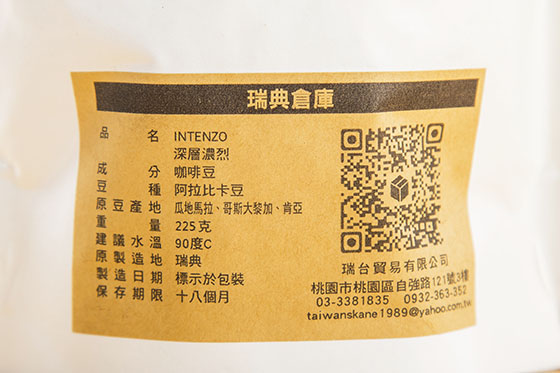 瑞典倉庫
品名 INTENZO
深層濃烈
成分 咖啡豆
豆種 阿拉比卡豆
原豆產地 瓜地馬拉、哥斯大黎加、肯亞
重量 225克
建議水溫 90度C
原製造地 瑞典
製造日期 標示於包裝
保存期限 十八個月
瑞台貿易有限公司
桃園市桃園區自強路121號3樓
03-3381835 0932-363-352
taiwanskane1989@yahoo.com.tw